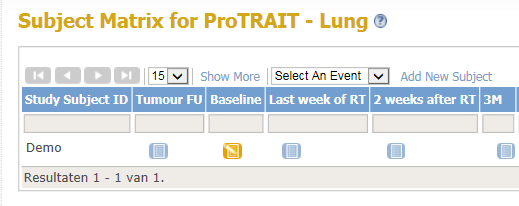 Subject Matrix for ProTRAIT - Lung ?
15 Show More Select An Event Add New Subject
Study Subject ID Tumour FU Baseline Last week of RT 2 weeks after RT 3M
Demo
Resultaten 1 - 1 van 1.